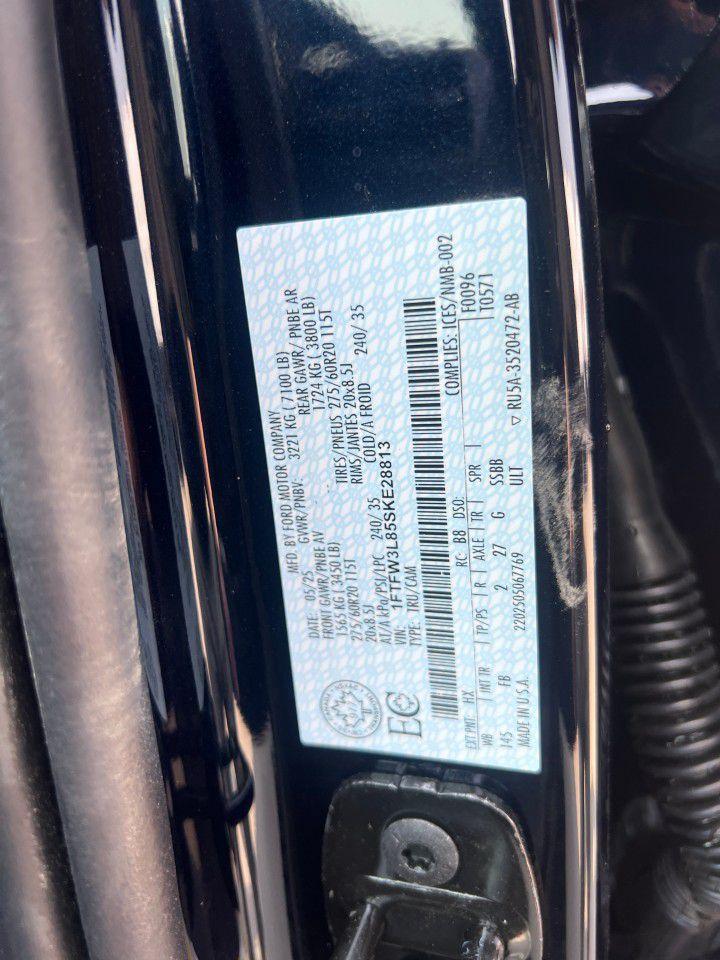 MFD. BY FORD MOTOR COMPANY
DATE: 05/25 GVWR/PNBV: 3221 KG ( 7100 LB)
FRONT GAWR/PNBE AV REAR GAWR/ PNBE AR
1565 KG (3450 LB) 1724 KG ( 3800 LB)
275/60R20 115T TIRES/PNEUS 275/60R20 115T
20x8.5J RIMS/JANTES 20x8.5J
AT/A kPa/PSI/LPC 240/ 35 COLD/A FROID 240/ 35
VIN: 1FTFW3L85SKE28813
TYPE: TRU/CAM
COMPLIES: ICES/NMB-002
EXT PNT: HX RC: B8 DSO: F0096
WB INT TR TP/PS R AXLE TR SPR T0571
145 FB 2 27 G SSBB
MADE IN U.S.A. 2202505067769 ULT ▽ RU5A-3520472-AB
EC